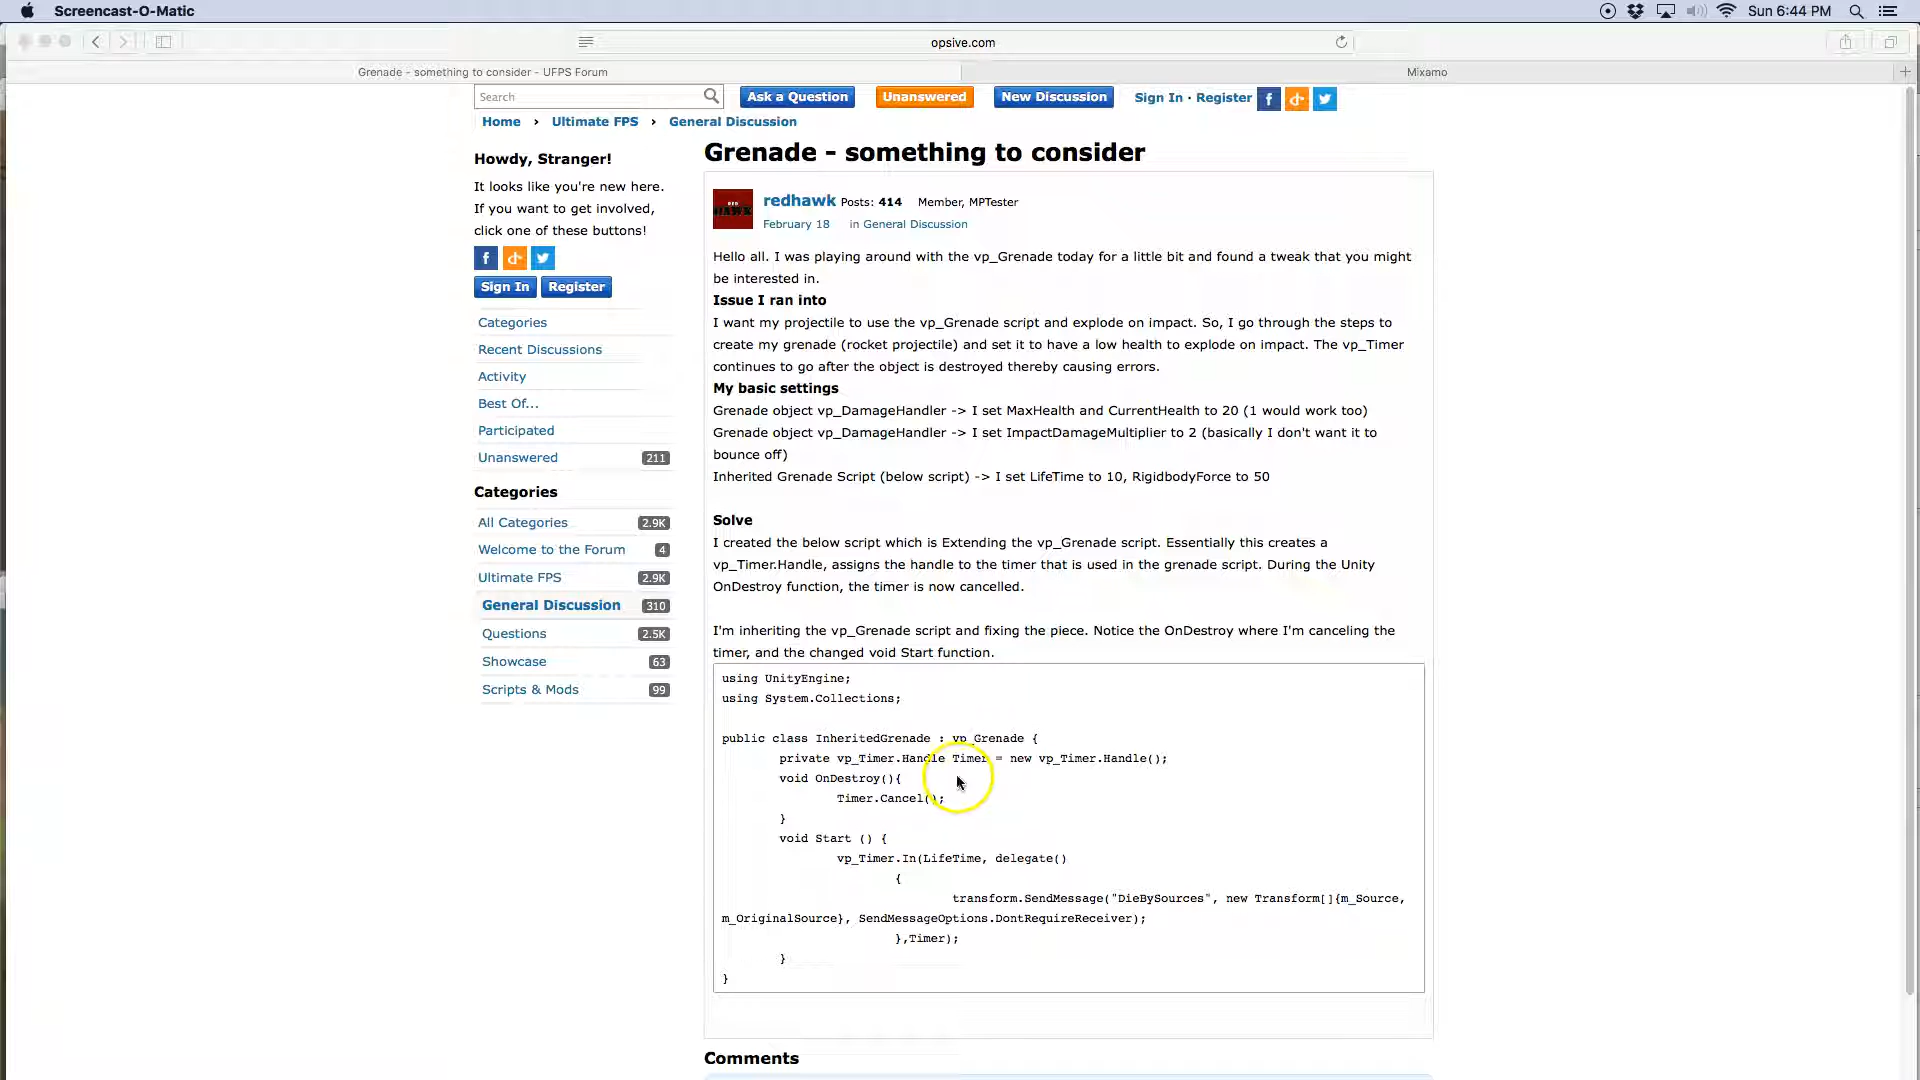 Screencast-O-Matic
Sun 6:44 PM
opsive.com
Grenade - something to consider - UFPS Forum
Mixamo
Search
Ask a Question
Unanswered
New Discussion
Sign In · Register
Home › Ultimate FPS › General Discussion
Howdy, Stranger!
It looks like you're new here.
If you want to get involved,
click one of these buttons!
Sign In
Register
Categories
Recent Discussions
Activity
Best Of...
Participated
Unanswered 211
Categories
All Categories 2.9K
Welcome to the Forum 4
Ultimate FPS 2.9K
General Discussion 310
Questions 2.5K
Showcase 63
Scripts & Mods 99
Grenade - something to consider
redhawk Posts: 414 Member, MPTester
February 18 in General Discussion
Hello all. I was playing around with the vp_Grenade today for a little bit and found a tweak that you might
be interested in.
Issue I ran into
I want my projectile to use the vp_Grenade script and explode on impact. So, I go through the steps to
create my grenade (rocket projectile) and set it to have a low health to explode on impact. The vp_Timer
continues to go after the object is destroyed thereby causing errors.
My basic settings
Grenade object vp_DamageHandler -> I set MaxHealth and CurrentHealth to 20 (1 would work too)
Grenade object vp_DamageHandler -> I set ImpactDamageMultiplier to 2 (basically I don't want it to
bounce off)
Inherited Grenade Script (below script) -> I set LifeTime to 10, RigidbodyForce to 50
Solve
I created the below script which is Extending the vp_Grenade script. Essentially this creates a
vp_Timer.Handle, assigns the handle to the timer that is used in the grenade script. During the Unity
OnDestroy function, the timer is now cancelled.
I'm inheriting the vp_Grenade script and fixing the piece. Notice the OnDestroy where I'm canceling the
timer, and the changed void Start function.
using UnityEngine;
using System.Collections;
public class InheritedGrenade : vp_Grenade {
private vp_Timer.Handle Timer = new vp_Timer.Handle();
void OnDestroy(){
Timer.Cancel();
}
void Start () {
vp_Timer.In(LifeTime, delegate()
{
transform.SendMessage("DieBySources", new Transform[]{m_Source,
m_OriginalSource}, SendMessageOptions.DontRequireReceiver);
},Timer);
}
}
Comments